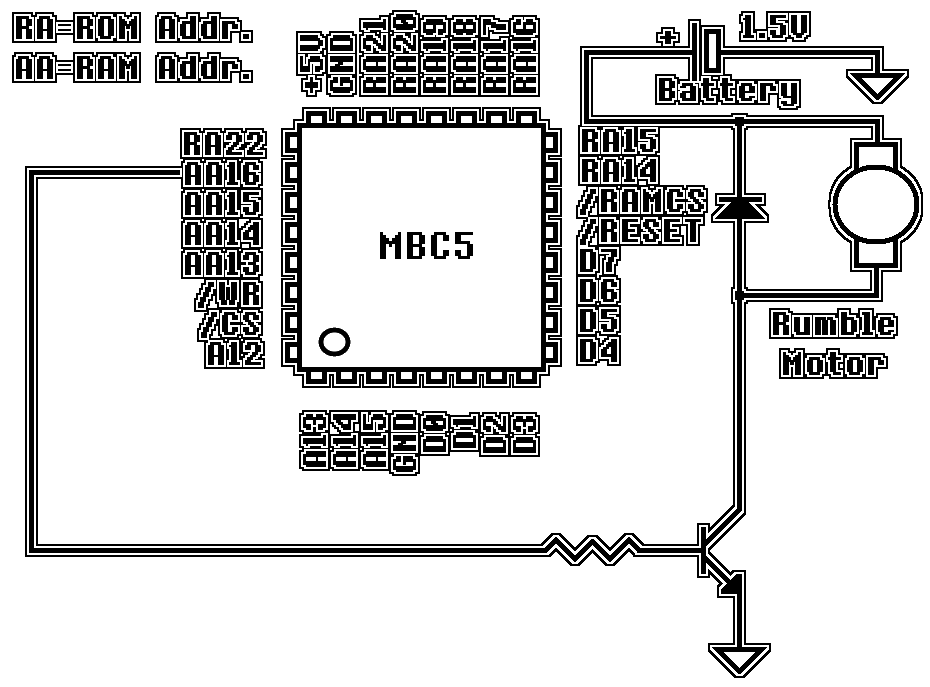 RA=ROM Addr.
AA=RAM Addr.
+5V
GND
RA21
RA20
RA19
RA18
RA17
RA16
+
1.5V
Battery
RA22
AA16
AA15
AA14
AA13
/WR
/CS
A12
MBC5
RA15
RA14
/RAMCS
/RESET
D7
D6
D5
D4
Rumble
Motor
A13
A14
A15
GND
D0
D1
D2
D3